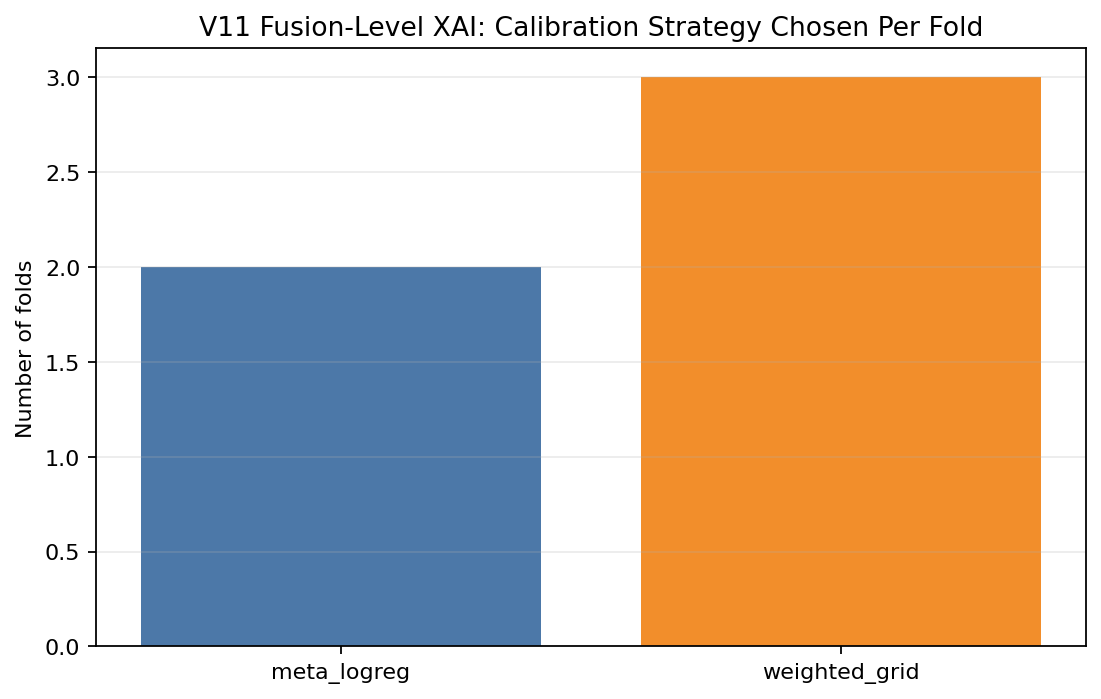 V11 Fusion-Level XAI: Calibration Strategy Chosen Per Fold
Number of folds
3.0
2.5
2.0
1.5
1.0
0.5
0.0
meta_logreg
weighted_grid